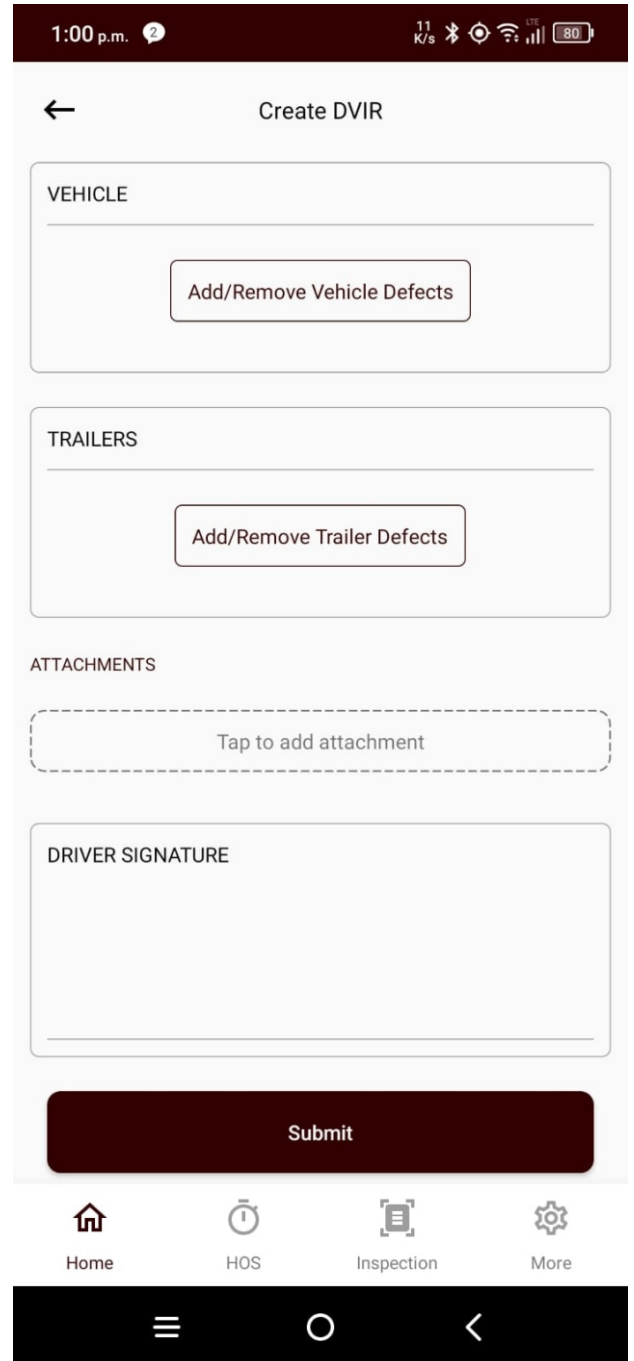 1:00 p.m. 2 11 K/s LTE 80
Create DVIR
VEHICLE
Add/Remove Vehicle Defects
TRAILERS
Add/Remove Trailer Defects
ATTACHMENTS
Tap to add attachment
DRIVER SIGNATURE
Submit
Home HOS Inspection More